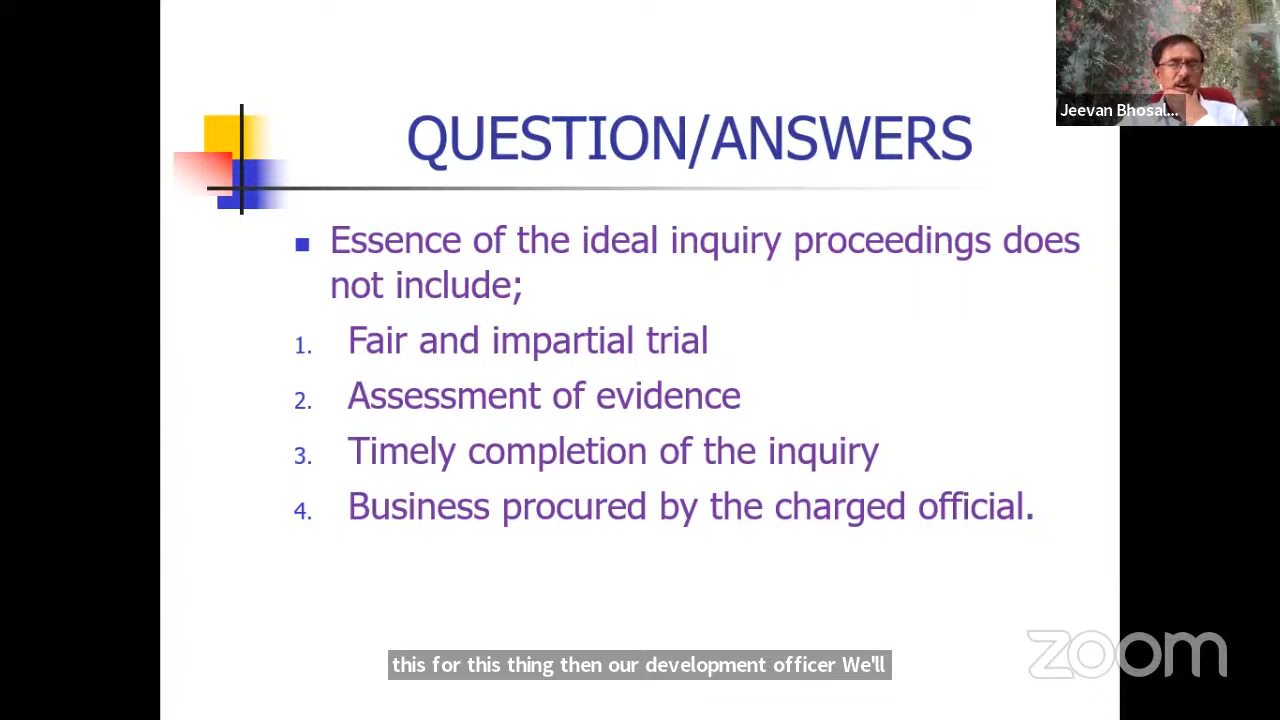 Jeevan Bhosal...
QUESTION/ANSWERS
Essence of the ideal inquiry proceedings does
not include;
1. Fair and impartial trial
2. Assessment of evidence
3. Timely completion of the inquiry
4. Business procured by the charged official.
this for this thing then our development officer We'll
zoom